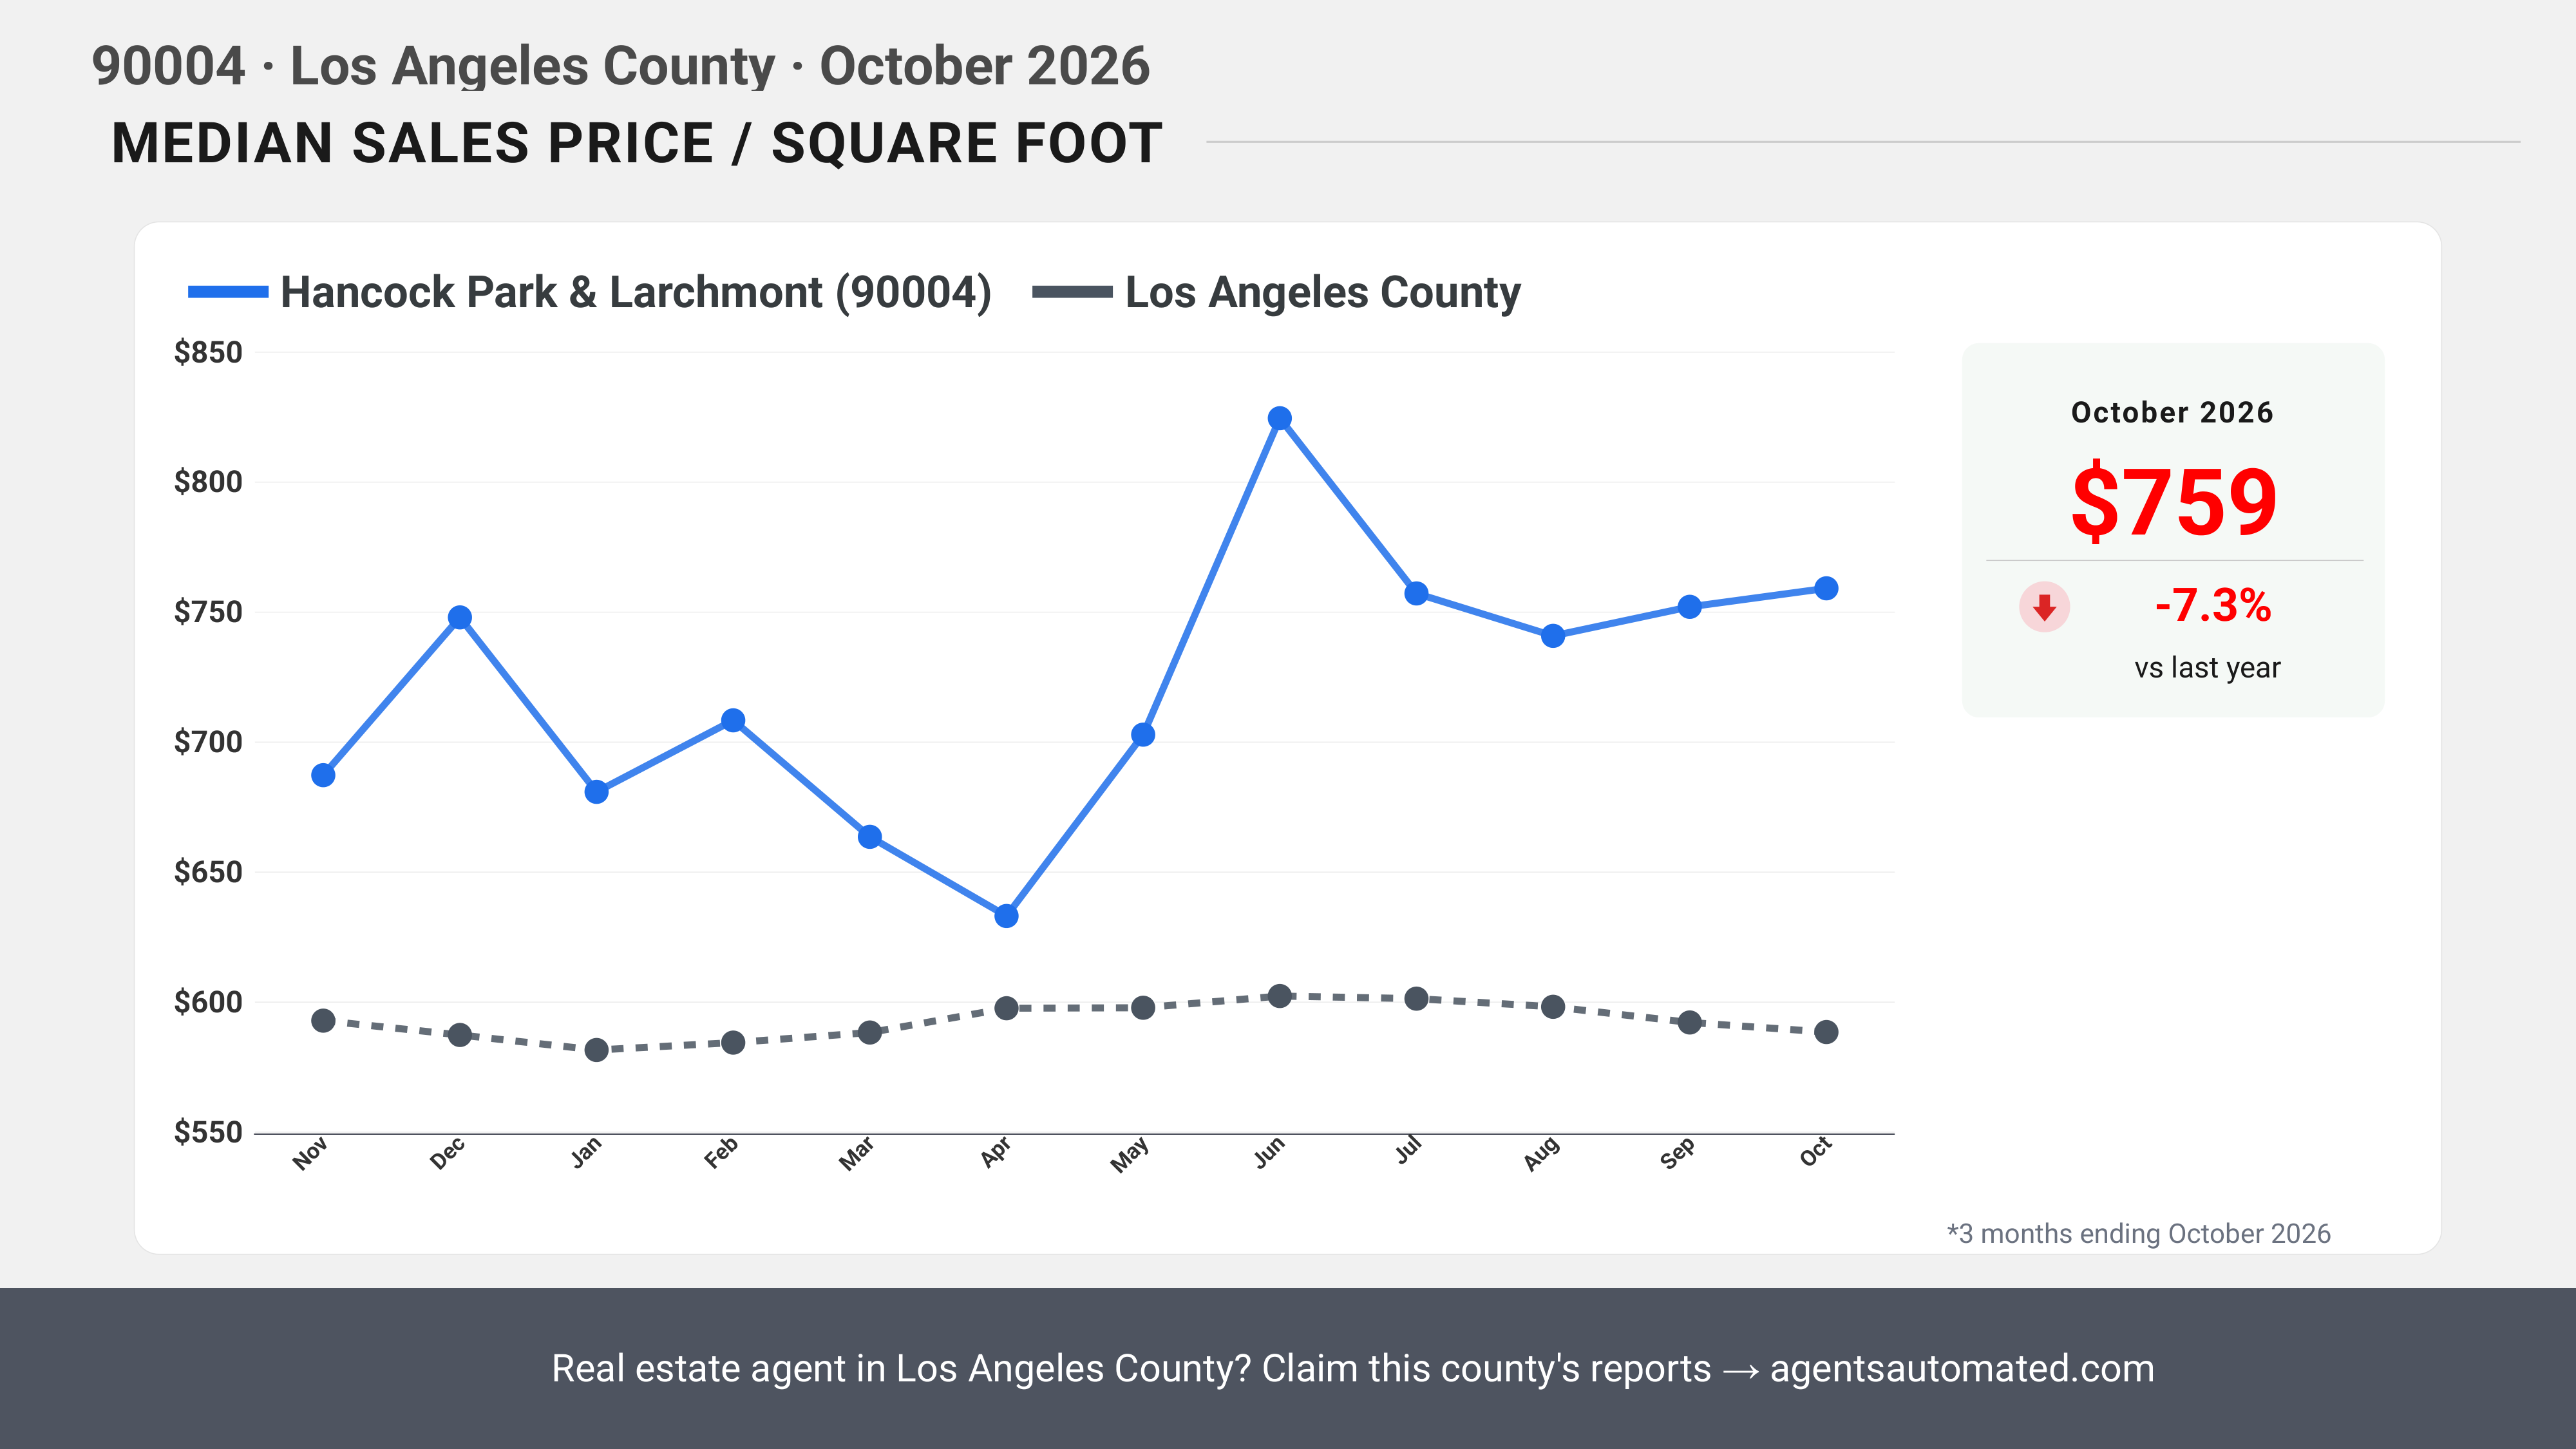 90004 · Los Angeles County · October 2026
MEDIAN SALES PRICE / SQUARE FOOT
Hancock Park & Larchmont (90004)
Los Angeles County
$850
$800
$750
$700
$650
$600
$550
Nov
Dec
Jan
Feb
Mar
Apr
May
Jun
Jul
Aug
Sep
Oct
October 2026
$759
-7.3%
vs last year
*3 months ending October 2026
Real estate agent in Los Angeles County? Claim this county's reports → agentsautomated.com